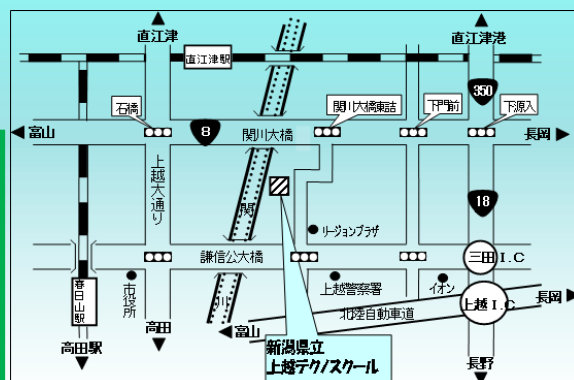 直江津
直江津港
直江津駅
350
石橋
関川大橋東詰
下門前
下源入
富山
8
関川大橋
長岡
上越大通り
関
18
リージョンプラザ
謙信公大橋
三田I.C
春日山駅
市役所
川
上越警察署
イオン
上越I.C
長岡
高田
北陸自動車道
富山
高田駅
新潟県立
上越テクノスクール
長野